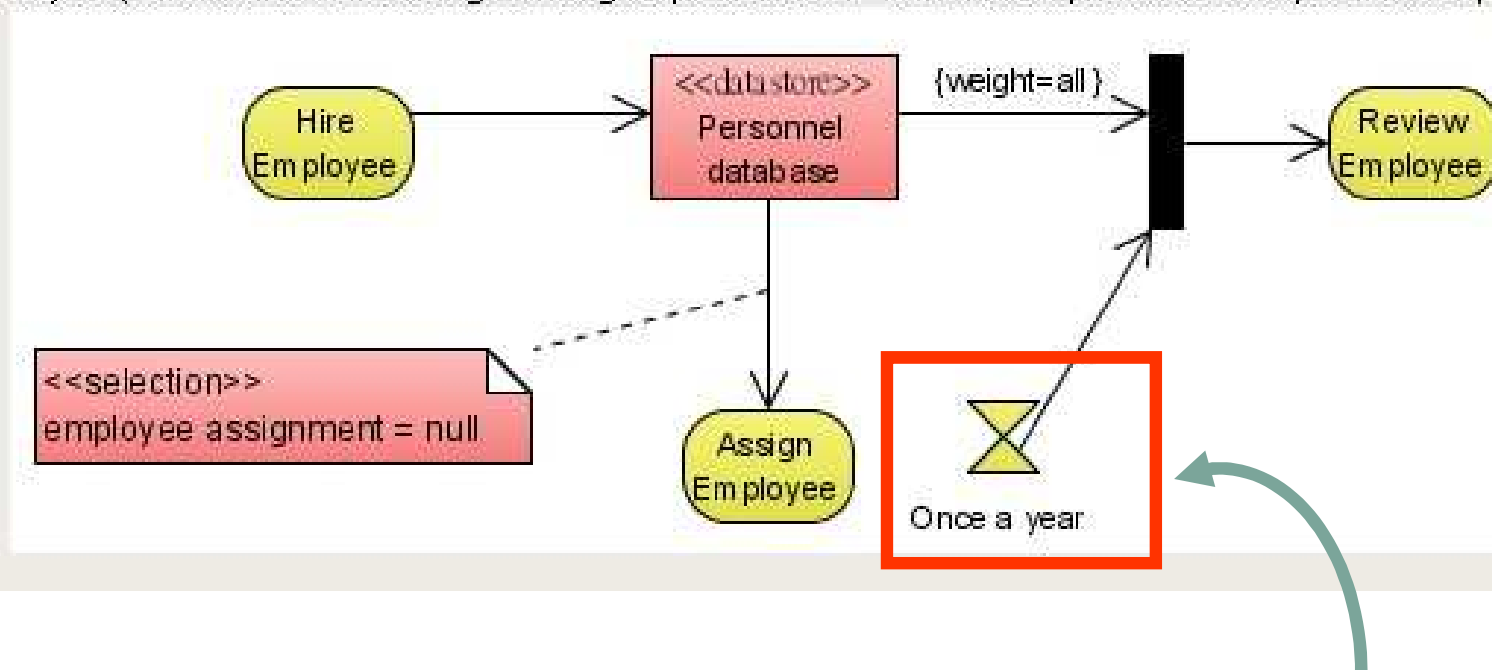 Hire
Employee
<<datastore>>
Personnel
database
{weight=all}
Review
Employee
<<selection>>
employee assignment = null
Assign
Employee
Once a year